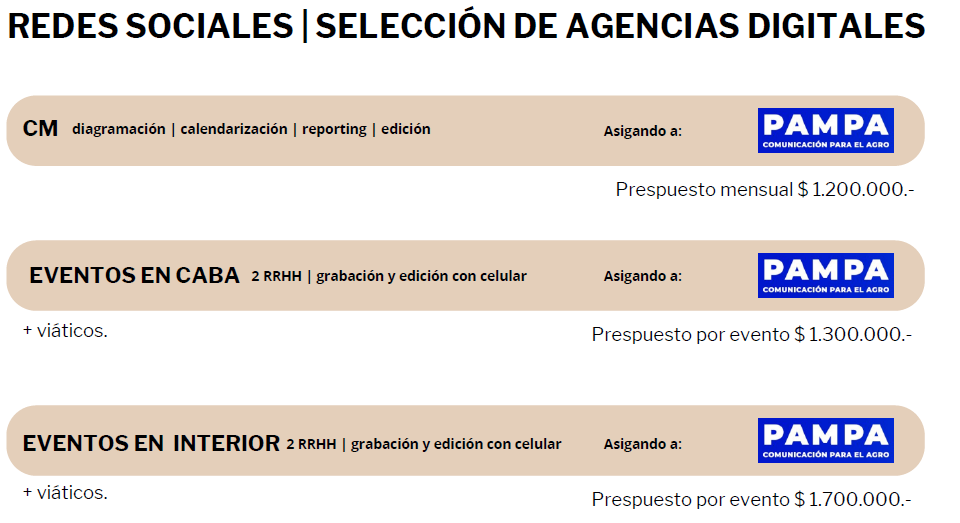 REDES SOCIALES | SELECCIÓN DE AGENCIAS DIGITALES
CM diagramación | calendarización | reporting | edición Asigando a: PAMPA
COMUNICACIÓN PARA EL AGRO
Prespuesto mensual $ 1.200.000.-
EVENTOS EN CABA 2 RRHH | grabación y edición con celular Asigando a: PAMPA
COMUNICACIÓN PARA EL AGRO
+ viáticos. Prespuesto por evento $ 1.300.000.-
EVENTOS EN INTERIOR 2 RRHH | grabación y edición con celular Asigando a: PAMPA
COMUNICACIÓN PARA EL AGRO
+ viáticos. Prespuesto por evento $ 1.700.000.-